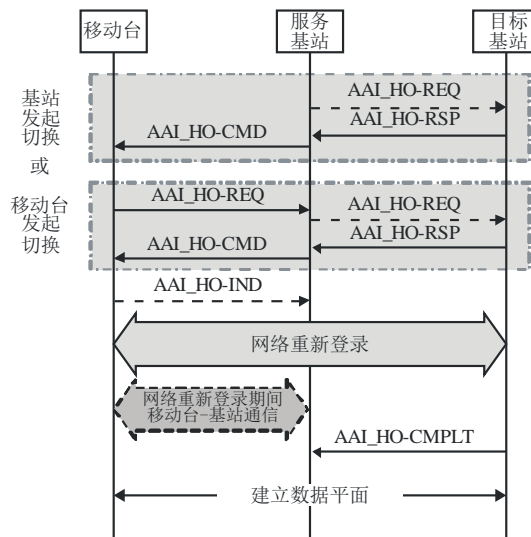 移动台
服务
基站
目标
基站
基站
发起
切换
AAI_HO-REQ
AAI_HO-RSP
AAI_HO-CMD
或
移动台
发起
切换
AAI_HO-REQ
AAI_HO-REQ
AAI_HO-RSP
AAI_HO-CMD
AAI_HO-IND
网络重新登录
网络重新登录期间
移动台-基站通信
AAI_HO-CMPLT
建立数据平面